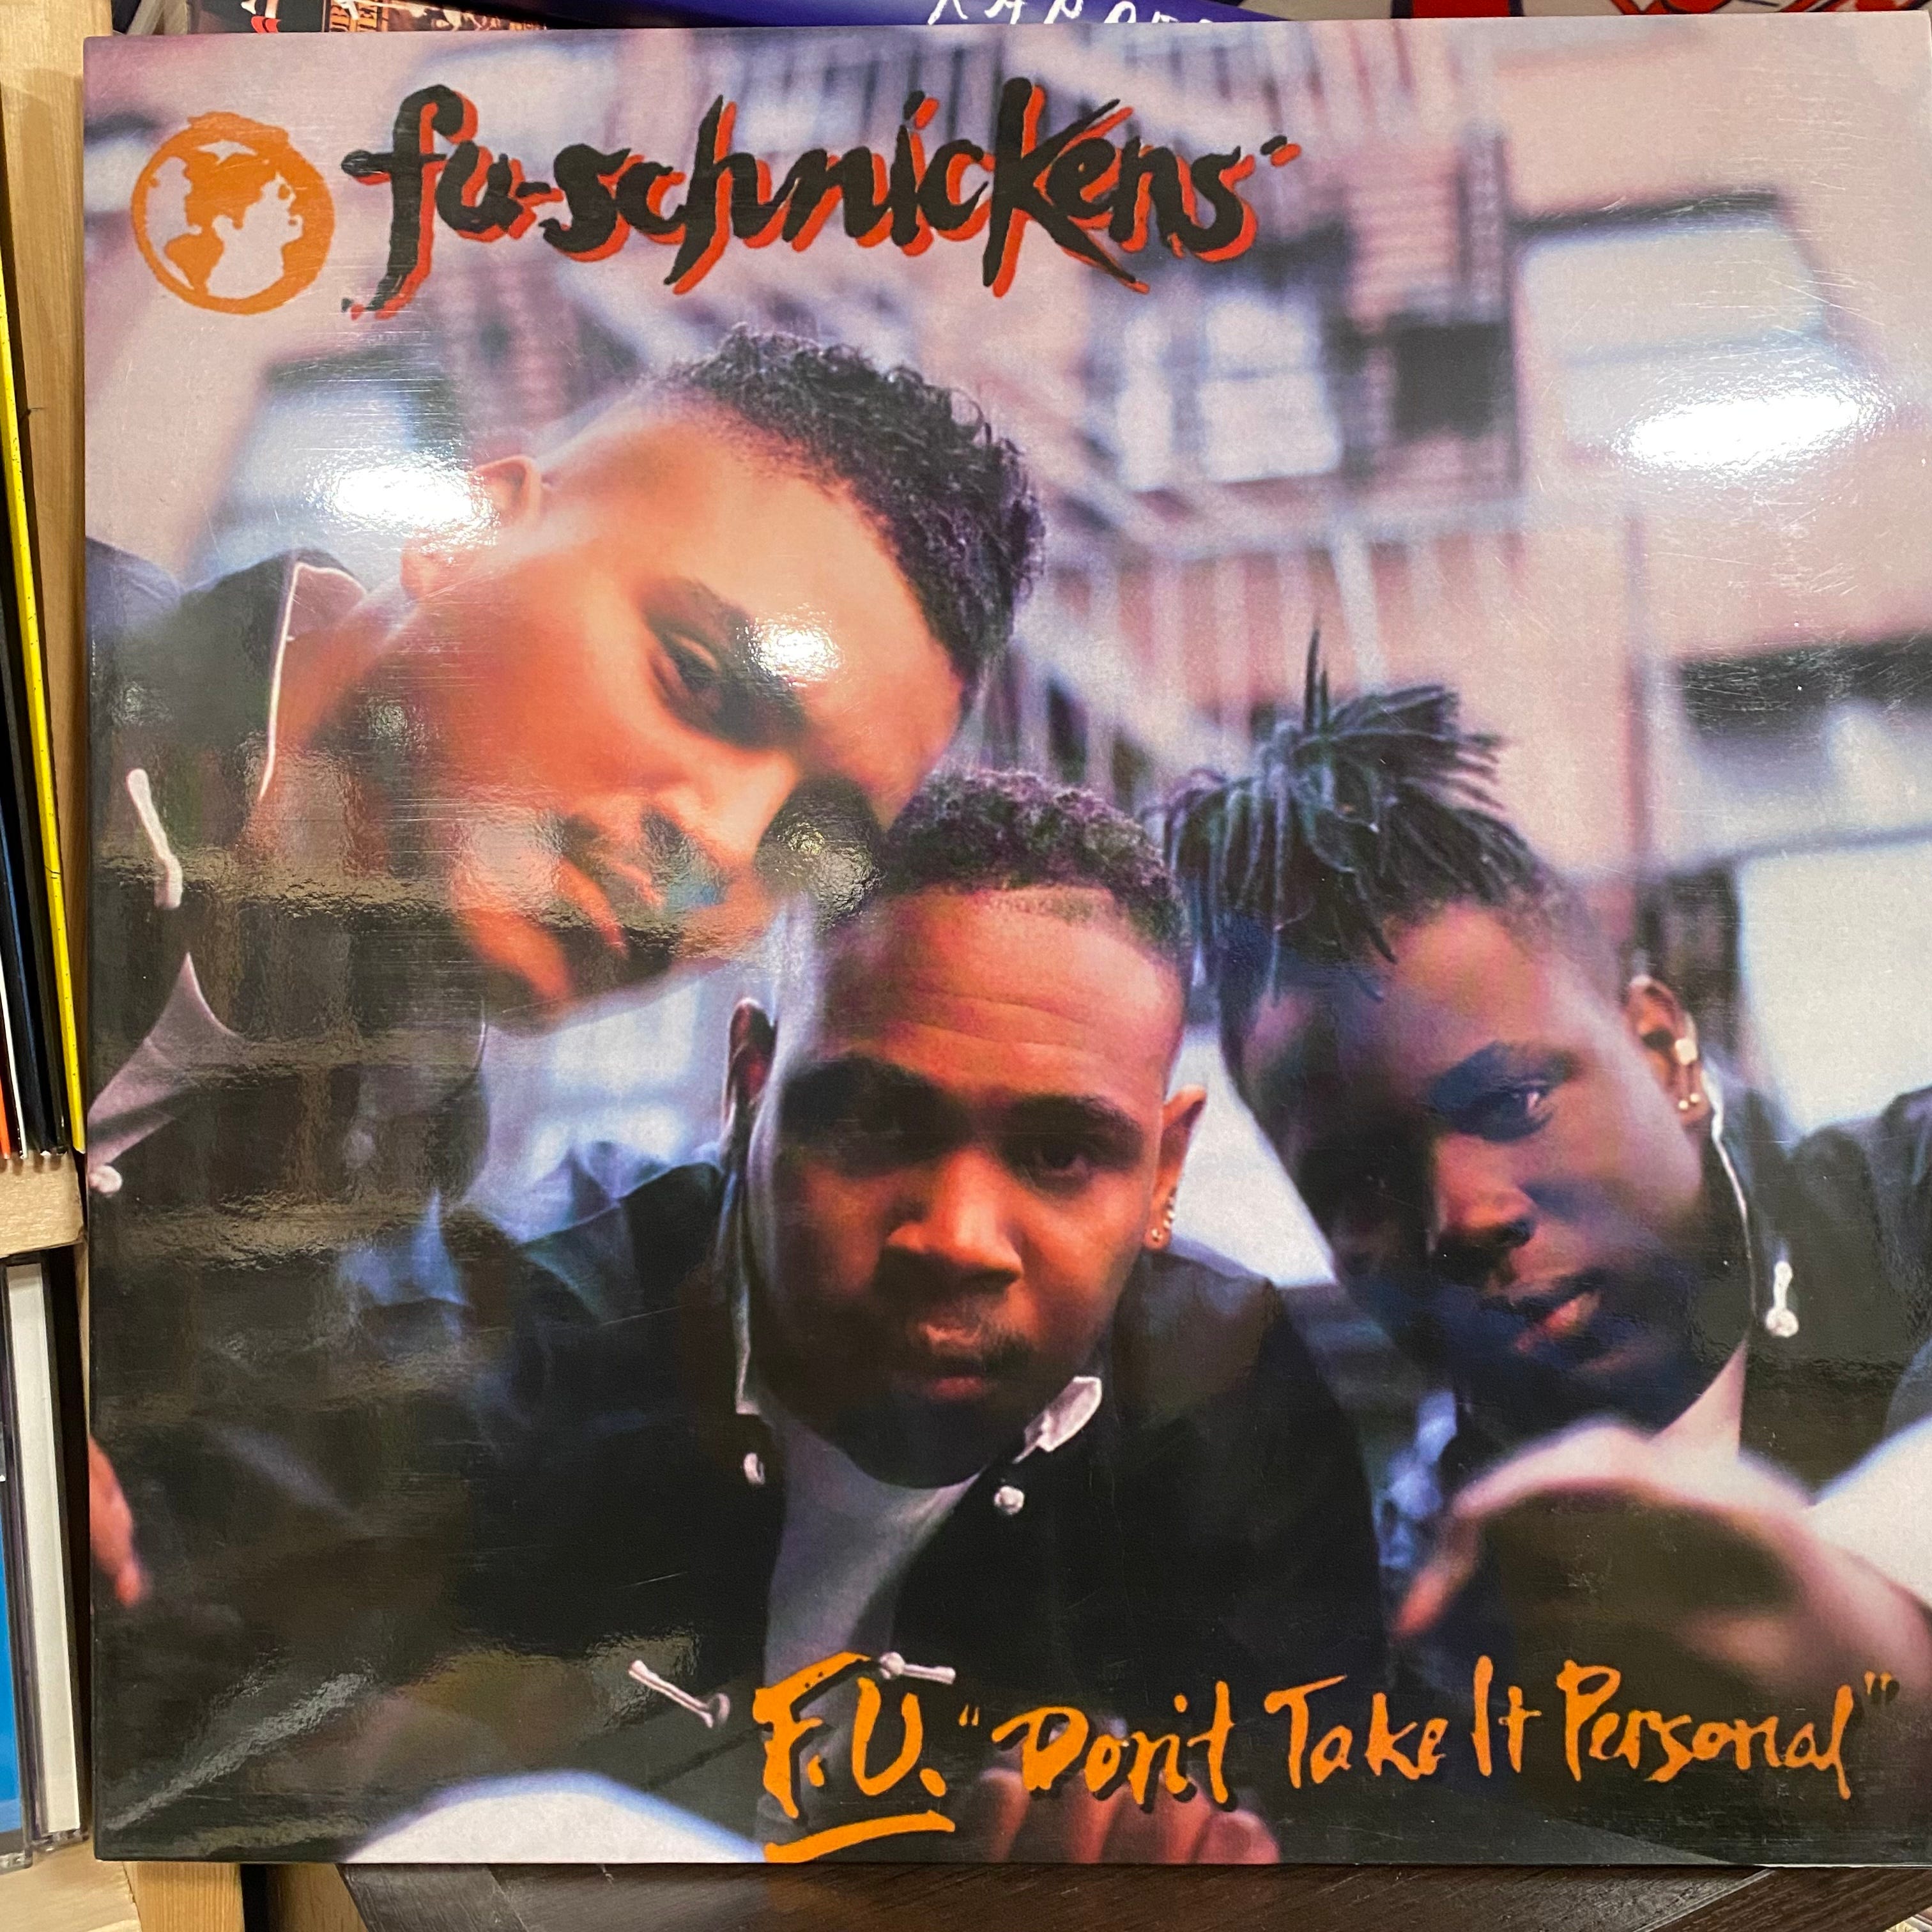 fu-schnickens
F.U. "Don't Take It Personal"